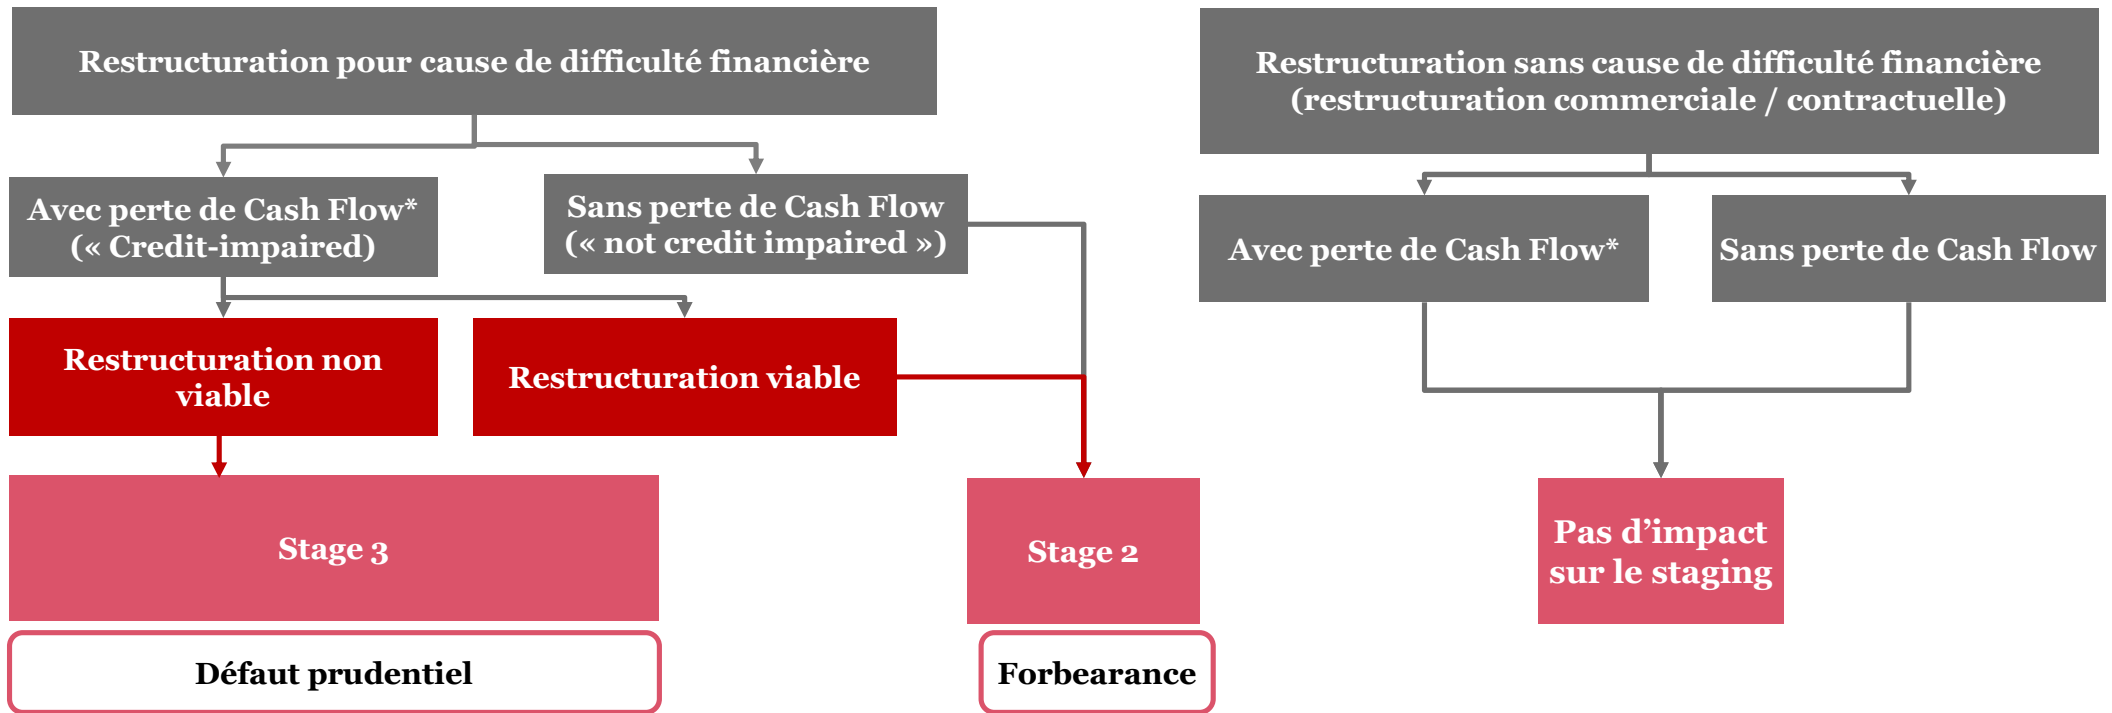 Restructuration pour cause de difficulté financière
Restructuration sans cause de difficulté financière
(restructuration commerciale / contractuelle)
Avec perte de Cash Flow*
(« Credit-impaired)
Sans perte de Cash Flow
(« not credit impaired »)
Avec perte de Cash Flow*
Sans perte de Cash Flow
Restructuration non
viable
Restructuration viable
Stage 3
Stage 2
Pas d’impact
sur le staging
Défaut prudentiel
Forbearance